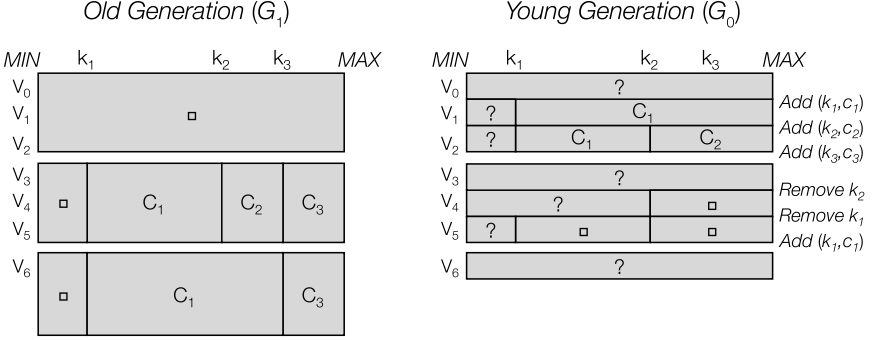 Old Generation (G1)
Young Generation (G0)
MIN k1 k2 k3 MAX
MIN k1 k2 k3 MAX
V0
V1 □
V2
V3
V4 □ C1 C2 C3
V5
V6
□ C1 C3
V0 ?
Add (k1,c1)
V1 ? C1
Add (k2,c2)
V2 ? C1 C2
Add (k3,c3)
V3 ?
Remove k2
V4 ? □
Remove k1
V5 ? □ □
Add (k1,c1)
V6 ?